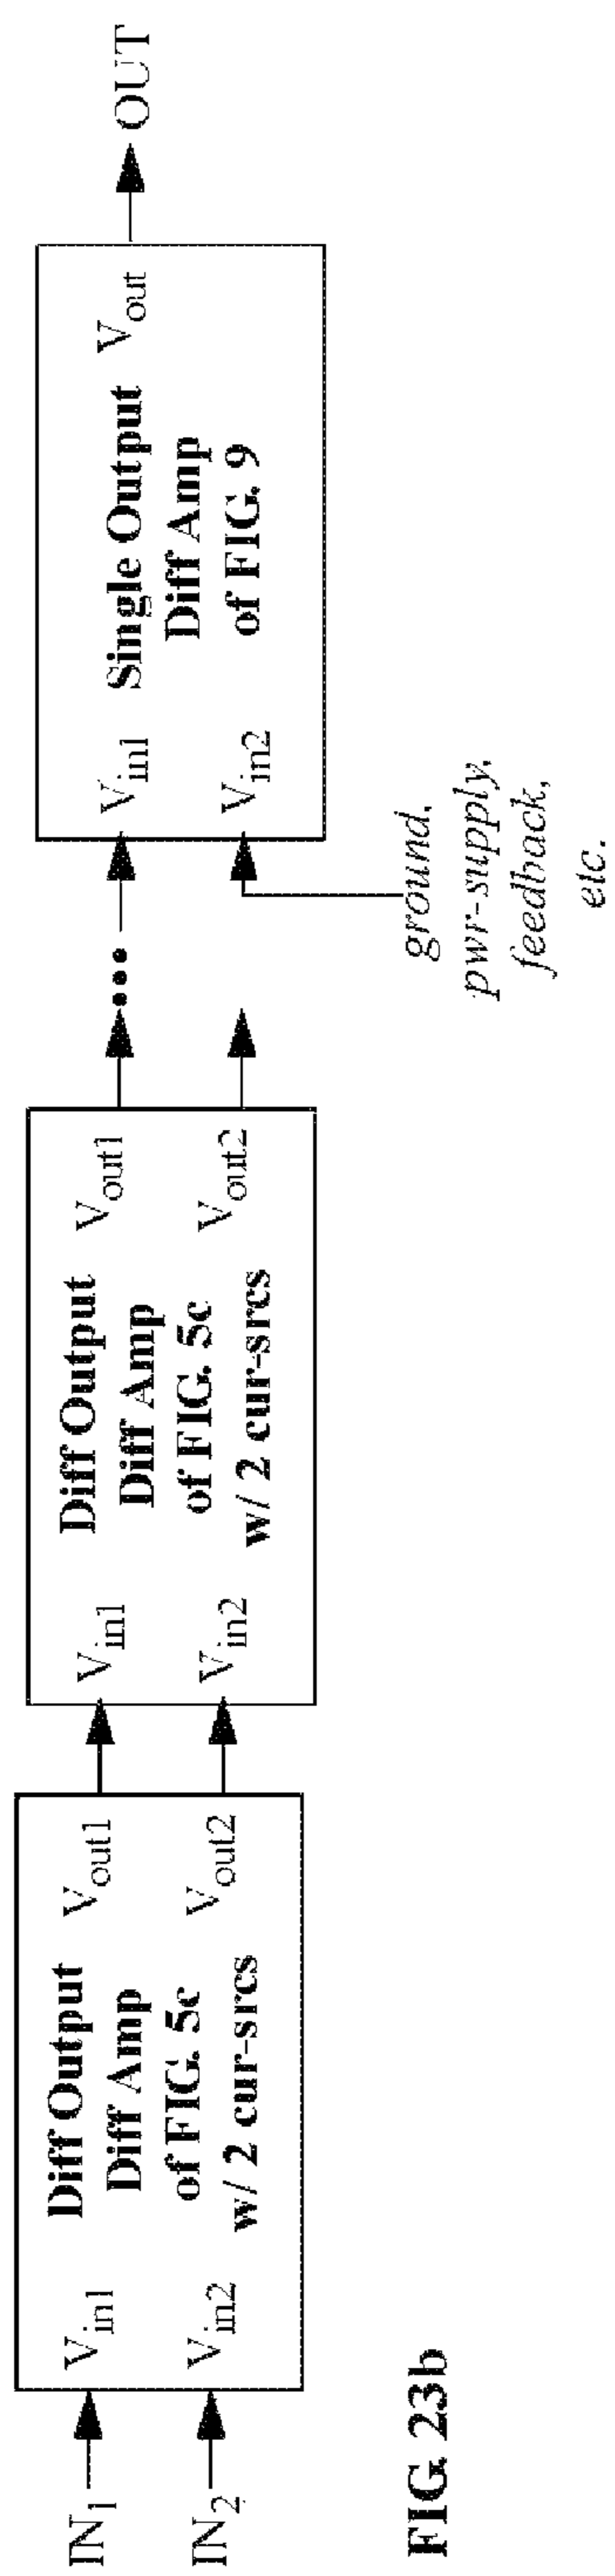 IN1
IN2
Vin1
Vin2
Diff Output
Diff Amp
of FIG. 5c
w/ 2 cur-srcs
Vout1
Vout2
Vin1
Vin2
Diff Output
Diff Amp
of FIG. 5c
w/ 2 cur-srcs
Vout1
Vout2
•••
ground,
pwr-supply,
feedback,
etc.
Vin1
Vin2
Single Output
Diff Amp
of FIG. 9
Vout
OUT
FIG. 23b